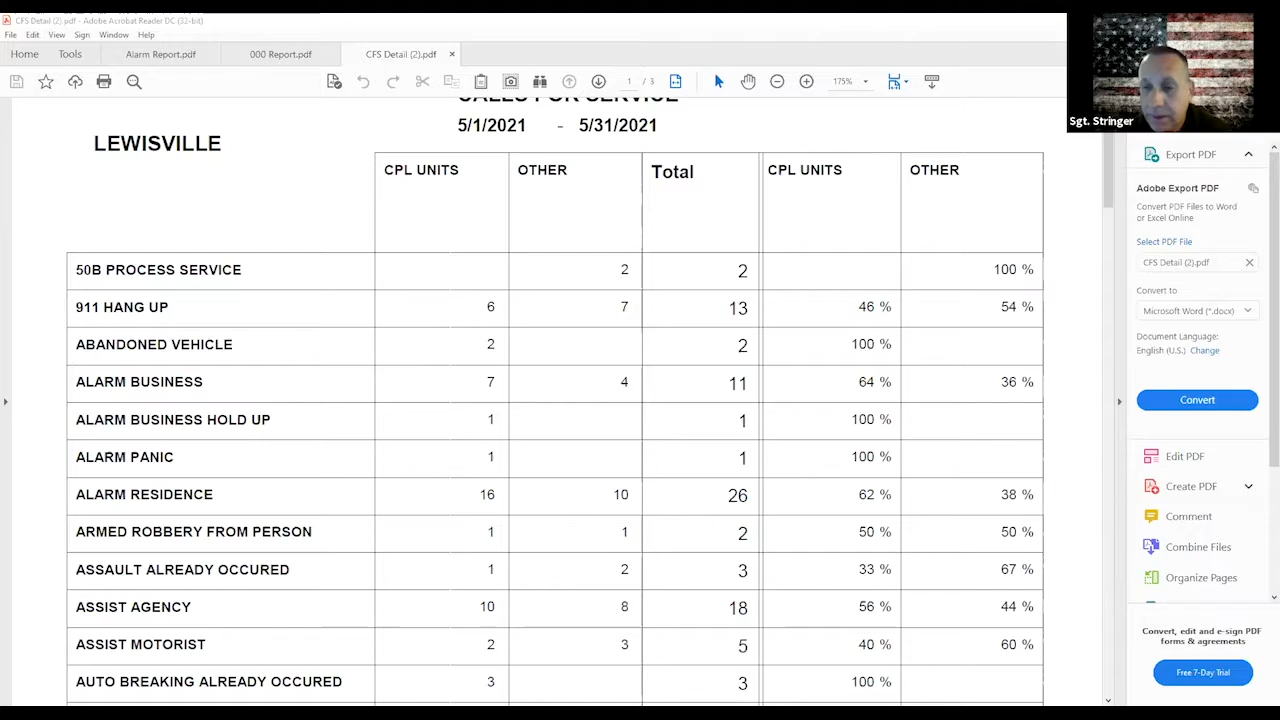 CFS Detail (2).pdf - Adobe Acrobat Reader DC (32-bit)
File Edit View Sign Window Help
Home Tools Alarm Report.pdf 000 Report.pdf CFS Detail (2).pdf ×
1 / 3 175%
Sgt. Stringer
CALLS FOR SERVICE
5/1/2021 - 5/31/2021
LEWISVILLE
CPL UNITS OTHER Total CPL UNITS OTHER
50B PROCESS SERVICE 2 2 100 %
911 HANG UP 6 7 13 46 % 54 %
ABANDONED VEHICLE 2 2 100 %
ALARM BUSINESS 7 4 11 64 % 36 %
ALARM BUSINESS HOLD UP 1 1 100 %
ALARM PANIC 1 1 100 %
ALARM RESIDENCE 16 10 26 62 % 38 %
ARMED ROBBERY FROM PERSON 1 1 2 50 % 50 %
ASSAULT ALREADY OCCURED 1 2 3 33 % 67 %
ASSIST AGENCY 10 8 18 56 % 44 %
ASSIST MOTORIST 2 3 5 40 % 60 %
AUTO BREAKING ALREADY OCCURED 3 3 100 %
Export PDF
Adobe Export PDF
Convert PDF Files to Word
or Excel Online
Select PDF File
CFS Detail (2).pdf ×
Convert to
Microsoft Word (*.docx)
Document Language:
English (U.S.) Change
Convert
Edit PDF
Create PDF
Comment
Combine Files
Organize Pages
Convert, edit and e-sign PDF
forms & agreements
Free 7-Day Trial